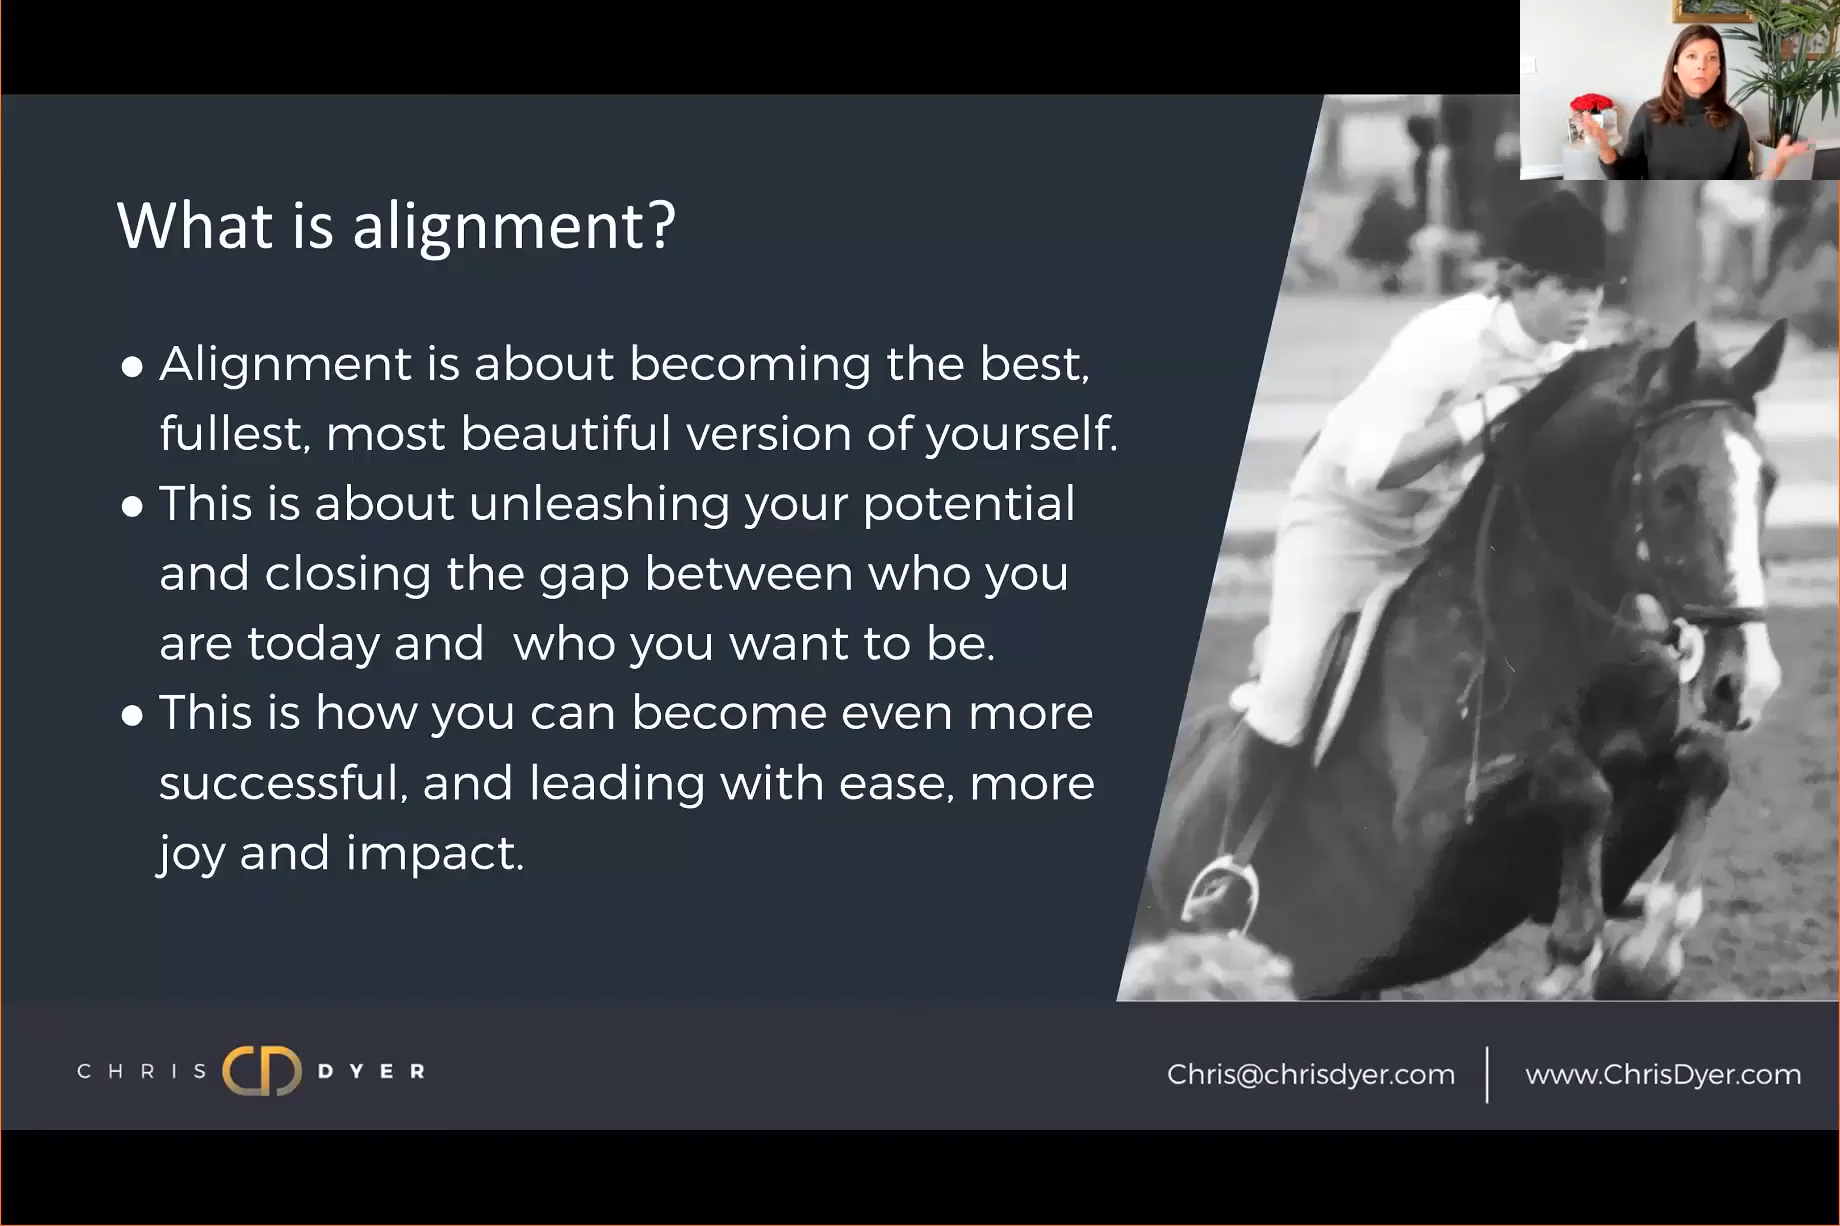 What is alignment?
● Alignment is about becoming the best,
fullest, most beautiful version of yourself.
● This is about unleashing your potential
and closing the gap between who you
are today and  who you want to be.
● This is how you can become even more
successful, and leading with ease, more
joy and impact.
CHRIS CD DYER
Chris@chrisdyer.com | www.ChrisDyer.com